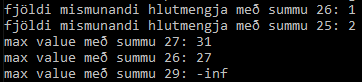 fjöldi mismunandi hlutmengja með summu 26: 1
fjöldi mismunandi hlutmengja með summu 25: 2
max value með summu 27: 31
max value með summu 26: 27
max value með summu 29: -inf